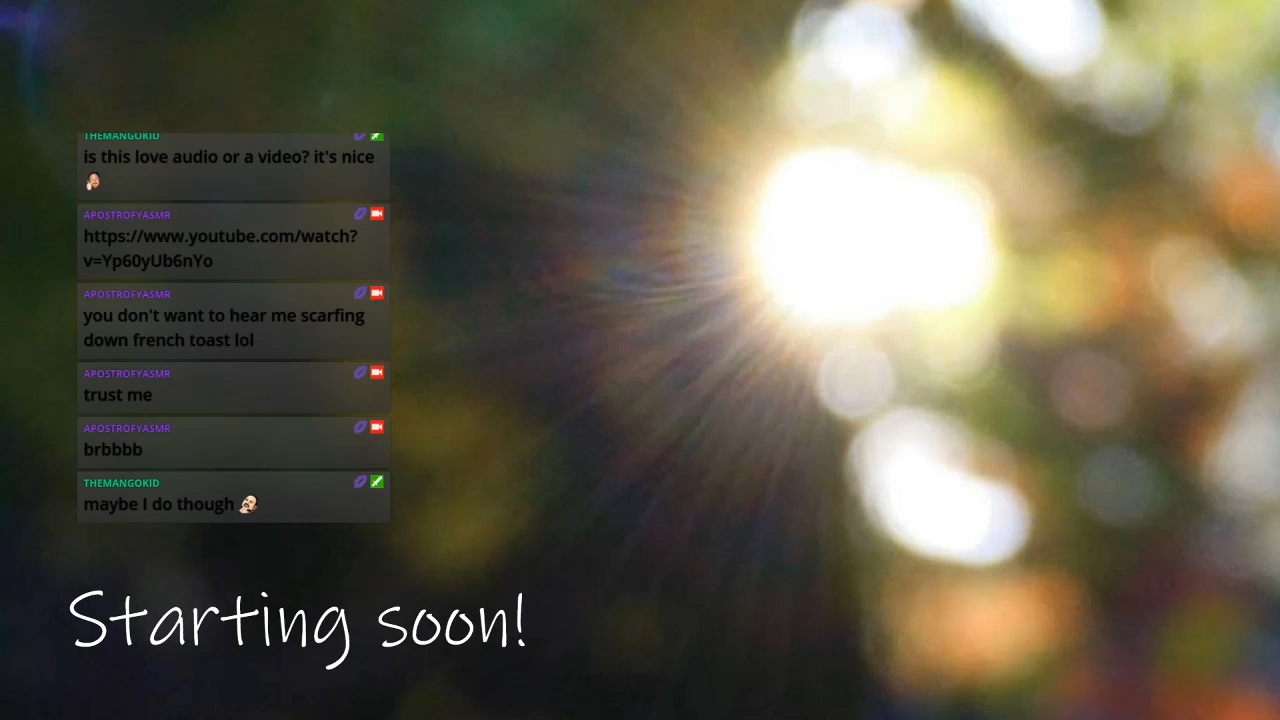 THEMANGOKID
is this love audio or a video? it's nice
APOSTROFYASMR
https://www.youtube.com/watch?
v=Yp60yUb6nYo
APOSTROFYASMR
you don't want to hear me scarfing
down french toast lol
APOSTROFYASMR
trust me
APOSTROFYASMR
brbbbb
THEMANGOKID
maybe I do though
Starting soon!